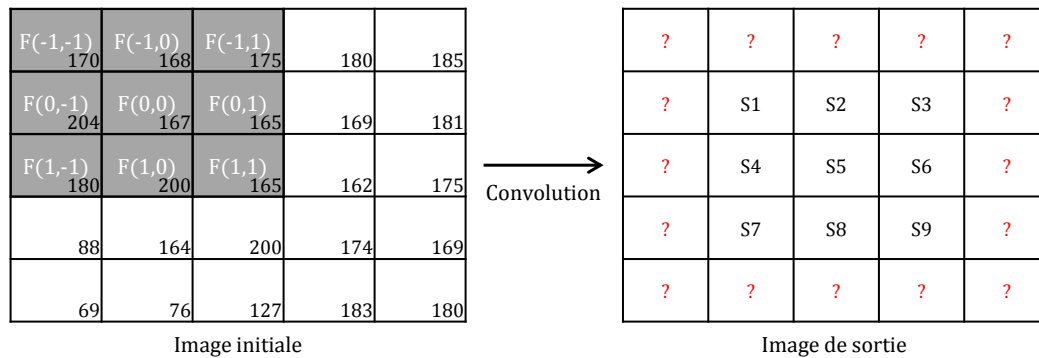 F(-1,-1) F(-1,0) F(-1,1)
170 168 175 180 185
F(0,-1) F(0,0) F(0,1)
204 167 165 169 181
F(1,-1) F(1,0) F(1,1)
180 200 165 162 175
88 164 200 174 169
69 76 127 183 180
Image initiale
Convolution
? ? ? ? ?
? S1 S2 S3 ?
? S4 S5 S6 ?
? S7 S8 S9 ?
? ? ? ? ?
Image de sortie